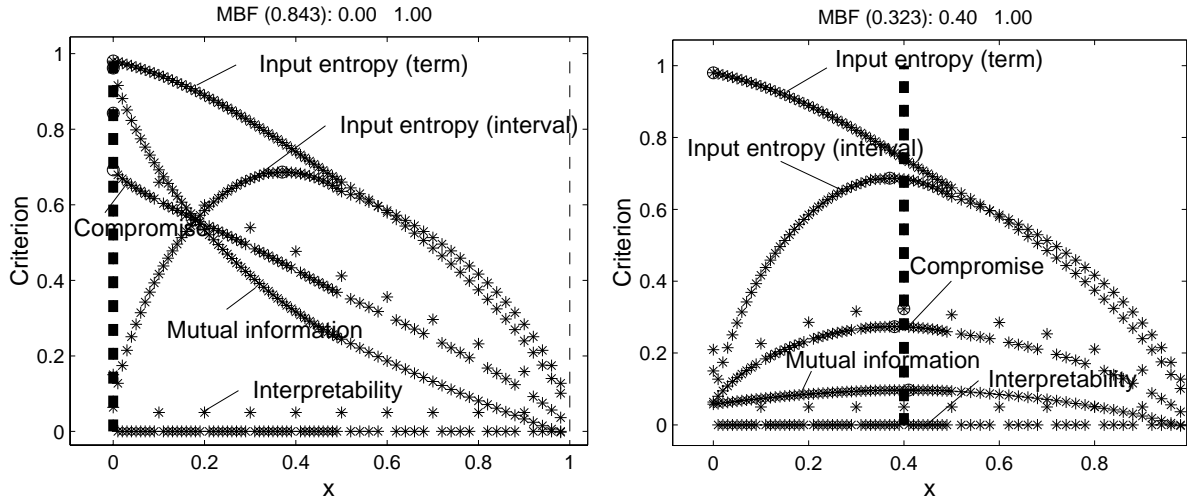 MBF (0.843): 0.00 1.00
1
0.8
0.6
0.4
0.2
0
Criterion
Input entropy (term)
Input entropy (interval)
Compromise
Mutual information
Interpretability
0 0.2 0.4 0.6 0.8 1
x
MBF (0.323): 0.40 1.00
1
0.8
0.6
0.4
0.2
0
Criterion
Input entropy (term)
Input entropy (interval)
Compromise
Mutual information
Interpretability
0 0.2 0.4 0.6 0.8
x